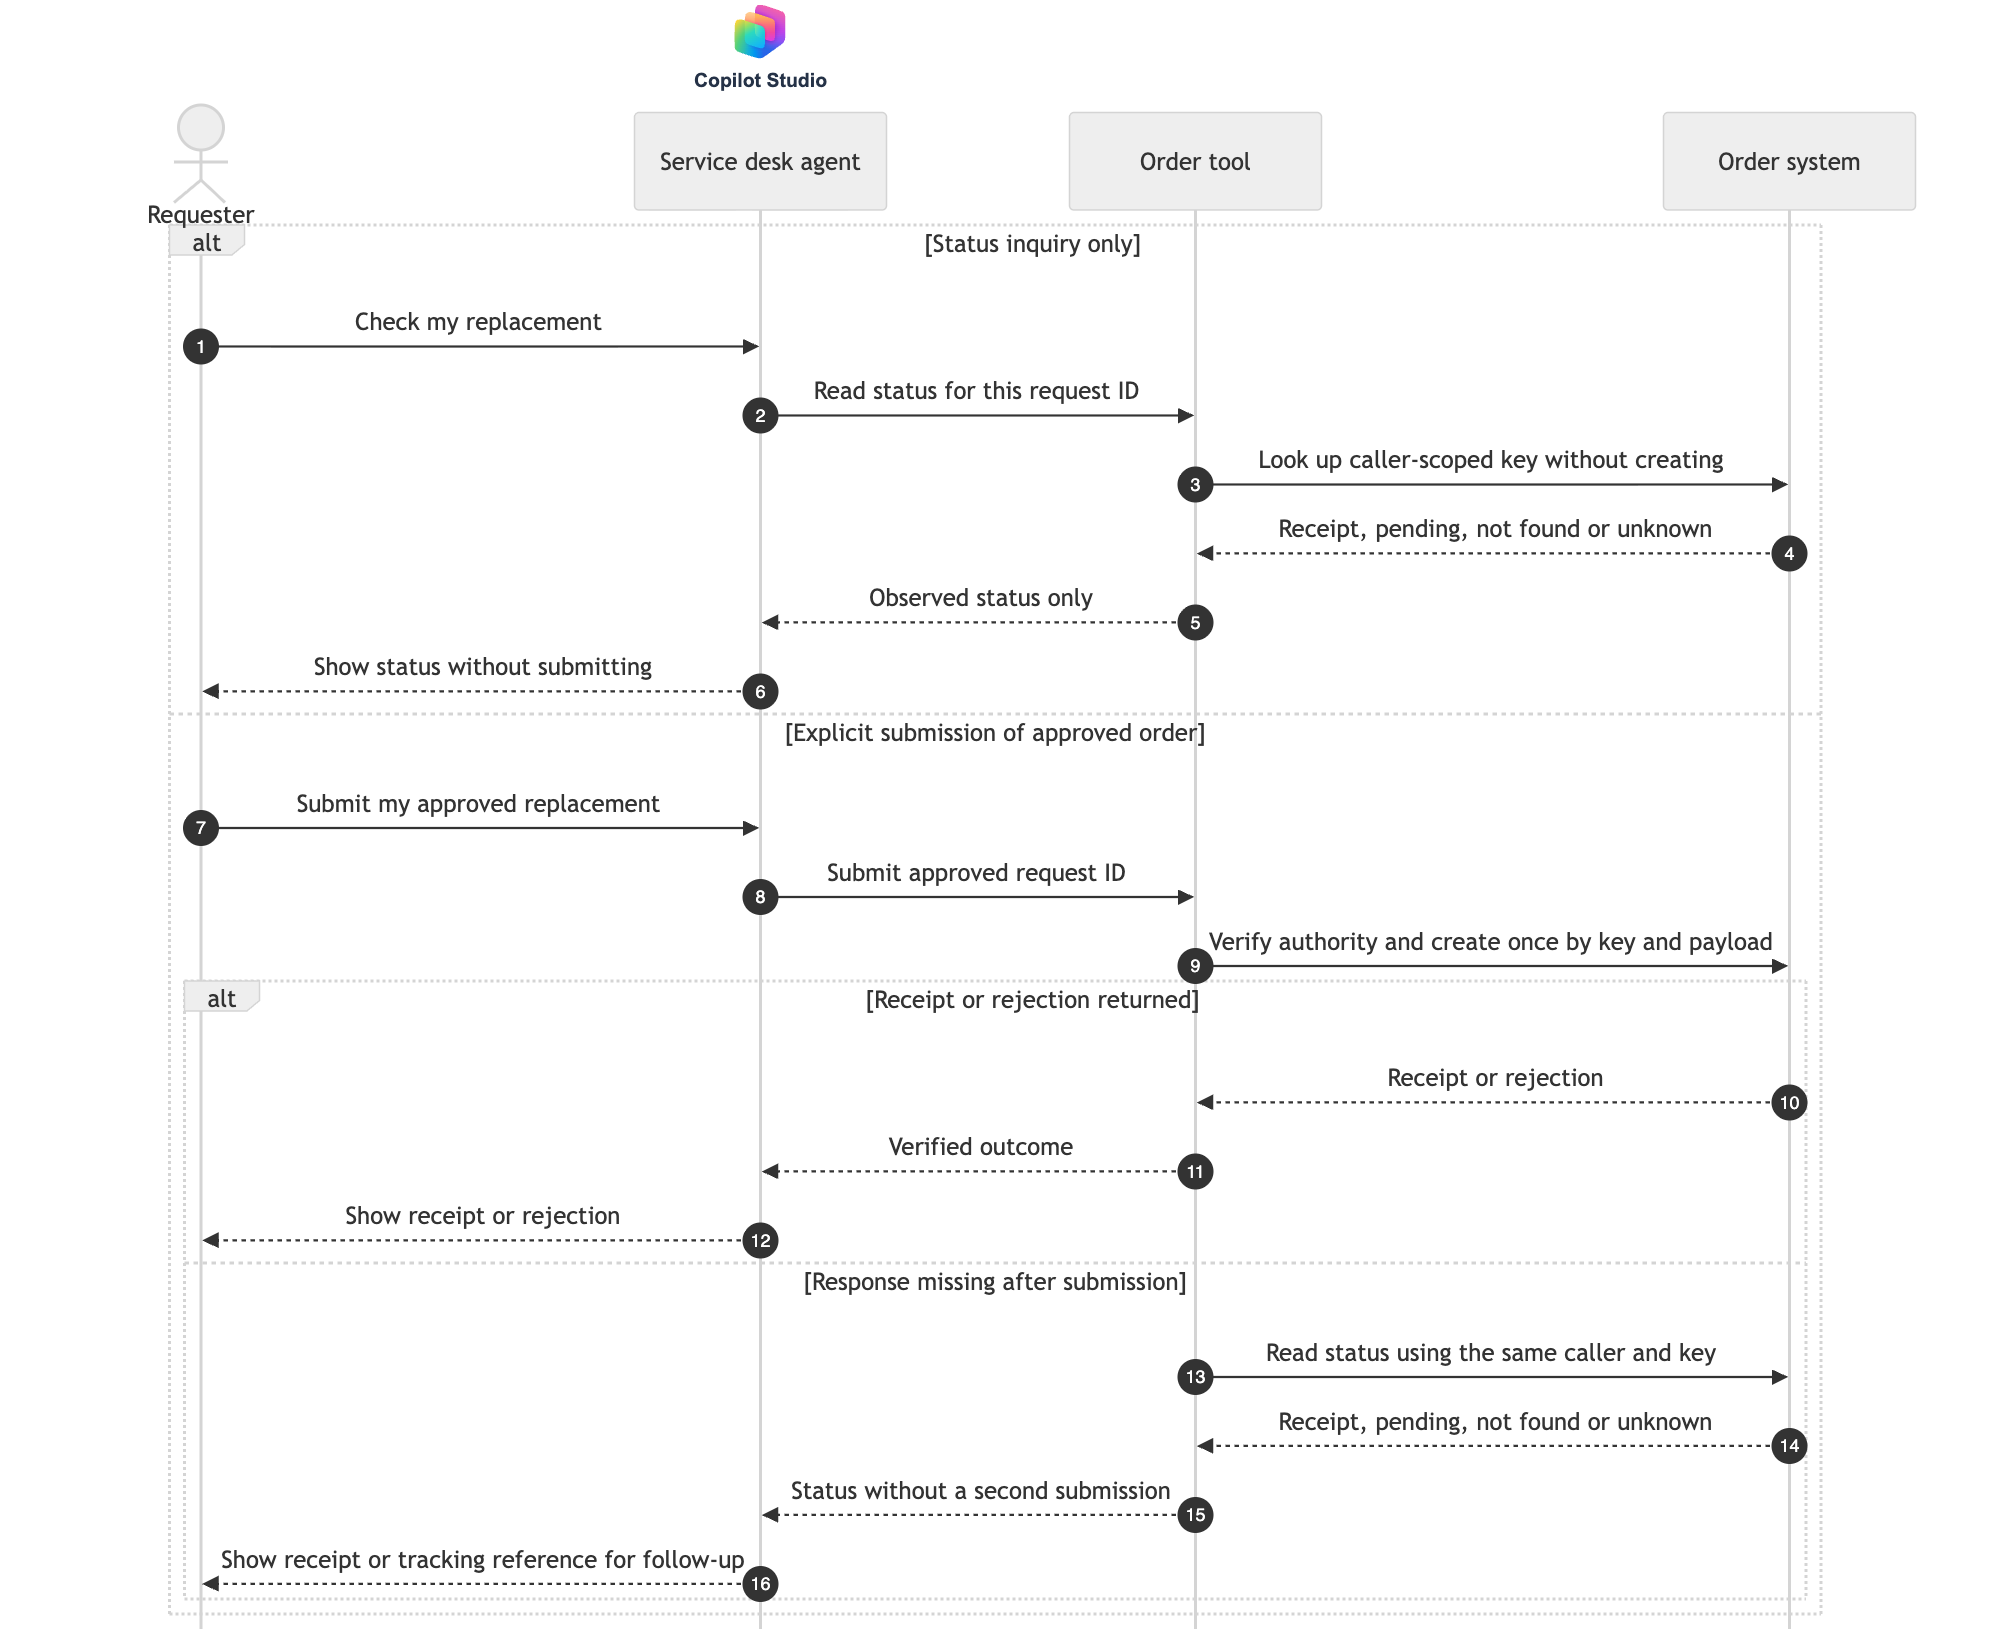 Copilot Studio
Requester
Service desk agent
Order tool
Order system
alt
[Status inquiry only]
Check my replacement
1
Read status for this request ID
2
Look up caller-scoped key without creating
3
Receipt, pending, not found or unknown
4
Observed status only
5
Show status without submitting
6
[Explicit submission of approved order]
Submit my approved replacement
7
Submit approved request ID
8
Verify authority and create once by key and payload
9
alt
[Receipt or rejection returned]
Receipt or rejection
10
Verified outcome
11
Show receipt or rejection
12
[Response missing after submission]
Read status using the same caller and key
13
Receipt, pending, not found or unknown
14
Status without a second submission
15
Show receipt or tracking reference for follow-up
16